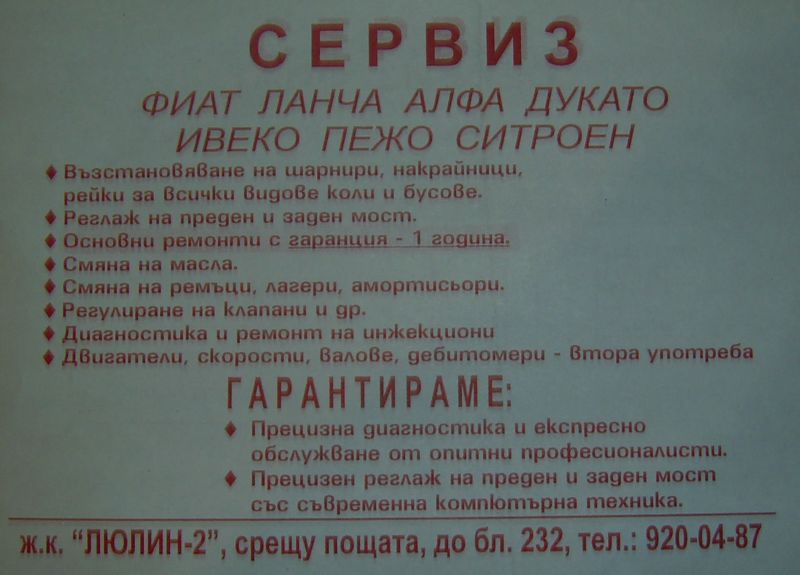 СЕРВИЗ
ФИАТ ЛАНЧА АЛФА ДУКАТО
ИВЕКО ПЕЖО СИТРОЕН
♦ Възстановяване на шарнири, накрайници,
рейки за всички видове коли и бусове.
♦ Реглаж на преден и заден мост.
♦ Основни ремонти с гаранция - 1 година.
♦ Смяна на масла.
♦ Смяна на ремъци, лагери, амортисьори.
♦ Регулиране на клапани и др.
♦ Диагностика и ремонт на инжекциони
♦ Двигатели, скорости, валове, дебитомери - втора употреба
ГАРАНТИРАМЕ:
♦ Прецизна диагностика и експресно
обслужване от опитни професионалисти.
♦ Прецизен реглаж на преден и заден мост
със съвременна компютърна техника.
ж.к. "ЛЮЛИН-2", срещу пощата, до бл. 232, тел.: 920-04-87